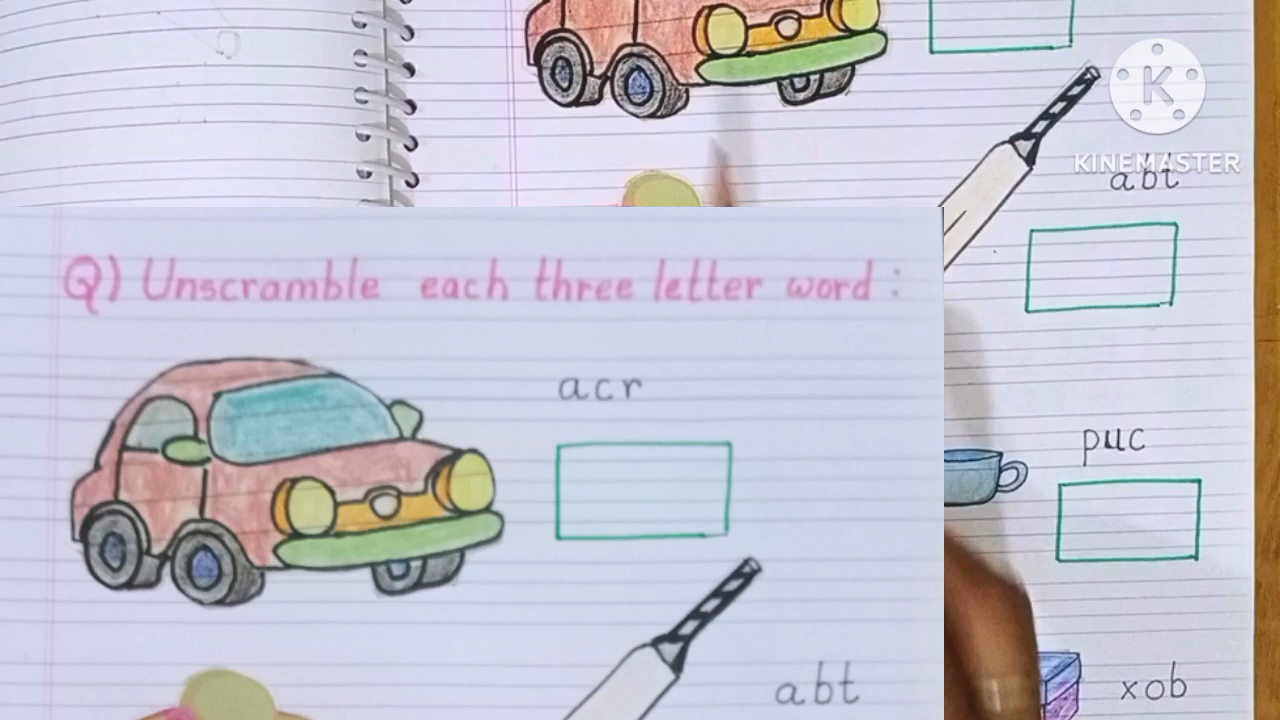 K
KINEMASTER
abt
Q) Unscramble each three letter word :
acr
puc
abt
xob